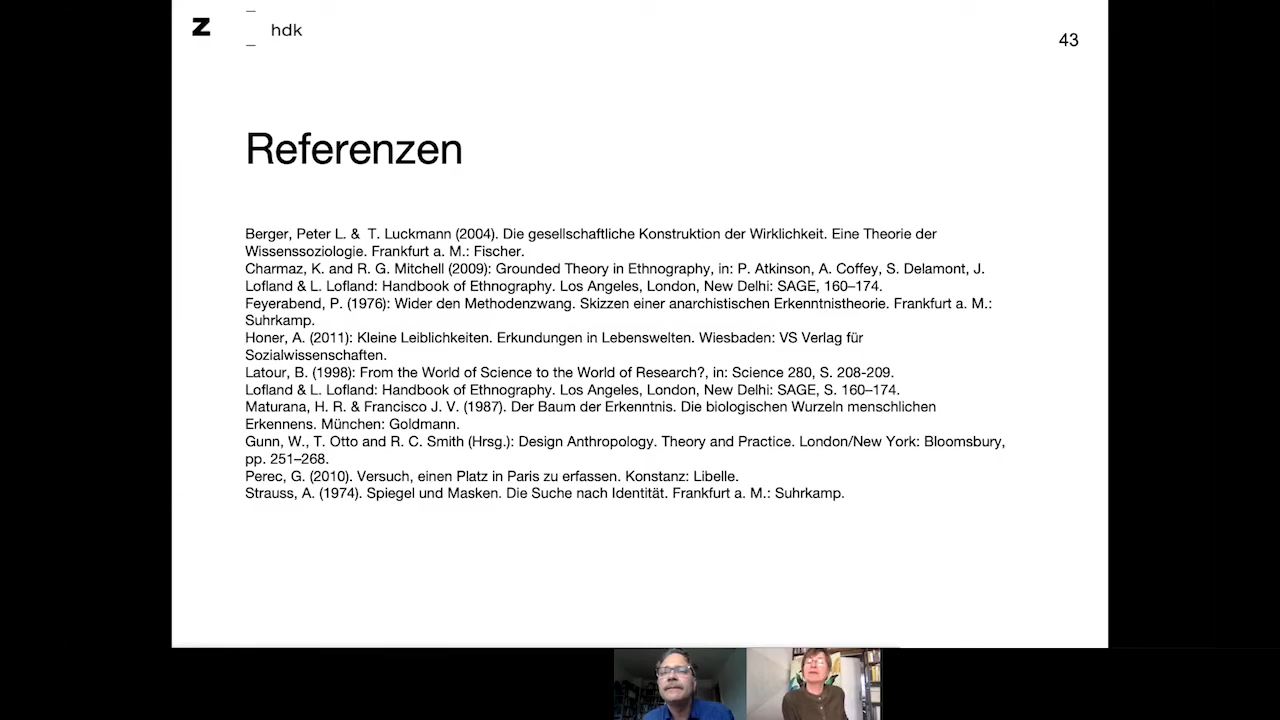 Z
hdk
43
Referenzen
Berger, Peter L. &  T. Luckmann (2004). Die gesellschaftliche Konstruktion der Wirklichkeit. Eine Theorie der
Wissenssoziologie. Frankfurt a. M.: Fischer.
Charmaz, K. and R. G. Mitchell (2009): Grounded Theory in Ethnography, in: P. Atkinson, A. Coffey, S. Delamont, J.
Lofland & L. Lofland: Handbook of Ethnography. Los Angeles, London, New Delhi: SAGE, 160–174.
Feyerabend, P. (1976): Wider den Methodenzwang. Skizzen einer anarchistischen Erkenntnistheorie. Frankfurt a. M.:
Suhrkamp.
Honer, A. (2011): Kleine Leiblichkeiten. Erkundungen in Lebenswelten. Wiesbaden: VS Verlag für
Sozialwissenschaften.
Latour, B. (1998): From the World of Science to the World of Research?, in: Science 280, S. 208-209.
Lofland & L. Lofland: Handbook of Ethnography. Los Angeles, London, New Delhi: SAGE, S. 160–174.
Maturana, H. R. & Francisco J. V. (1987). Der Baum der Erkenntnis. Die biologischen Wurzeln menschlichen
Erkennens. München: Goldmann.
Gunn, W., T. Otto and R. C. Smith (Hrsg.): Design Anthropology. Theory and Practice. London/New York: Bloomsbury,
pp. 251–268.
Perec, G. (2010). Versuch, einen Platz in Paris zu erfassen. Konstanz: Libelle.
Strauss, A. (1974). Spiegel und Masken. Die Suche nach Identität. Frankfurt a. M.: Suhrkamp.